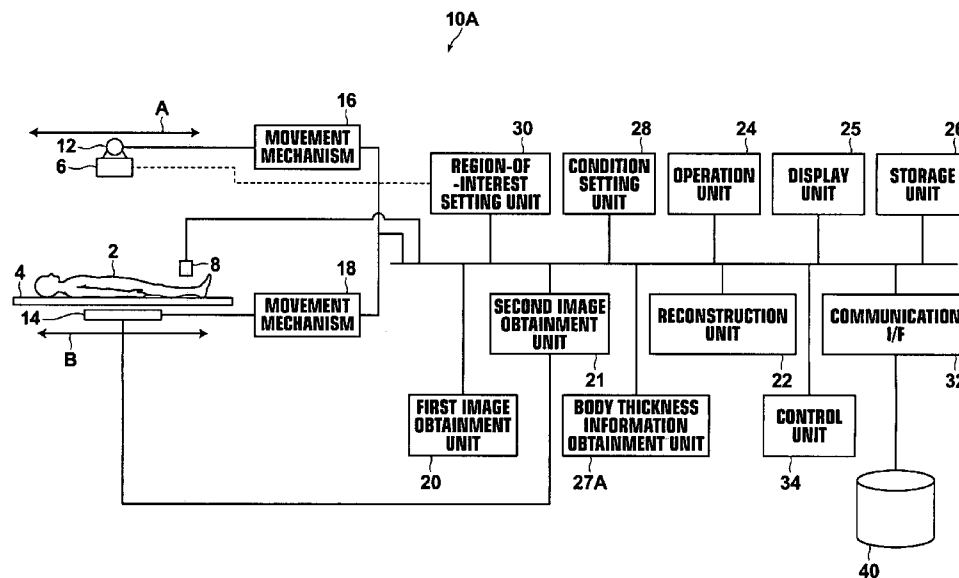 10A
A
16
12
MOVEMENT
MECHANISM
6
30
28
24
25
26
REGION-OF
-INTEREST
SETTING UNIT
CONDITION
SETTING
UNIT
OPERATION
UNIT
DISPLAY
UNIT
STORAGE
UNIT
2
8
4
18
14
MOVEMENT
MECHANISM
B
SECOND IMAGE
OBTAINMENT
UNIT
RECONSTRUCTION
UNIT
COMMUNICATION
I/F
21
22
32
FIRST IMAGE
OBTAINMENT
UNIT
BODY THICKNESS
INFORMATION
OBTAINMENT UNIT
CONTROL
UNIT
20
27A
34
40